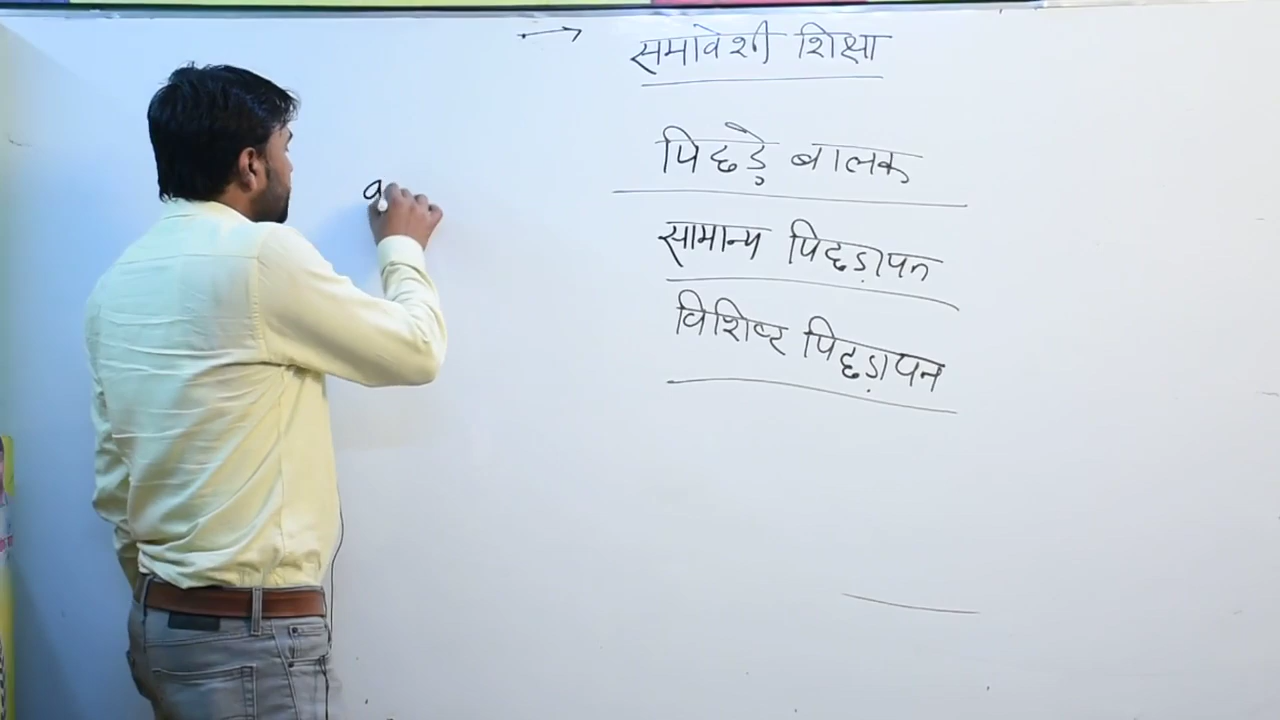 समावेशी शिक्षा
पिछड़े बालक
सामान्य पिछड़ापन
विशिष्ट पिछड़ापन